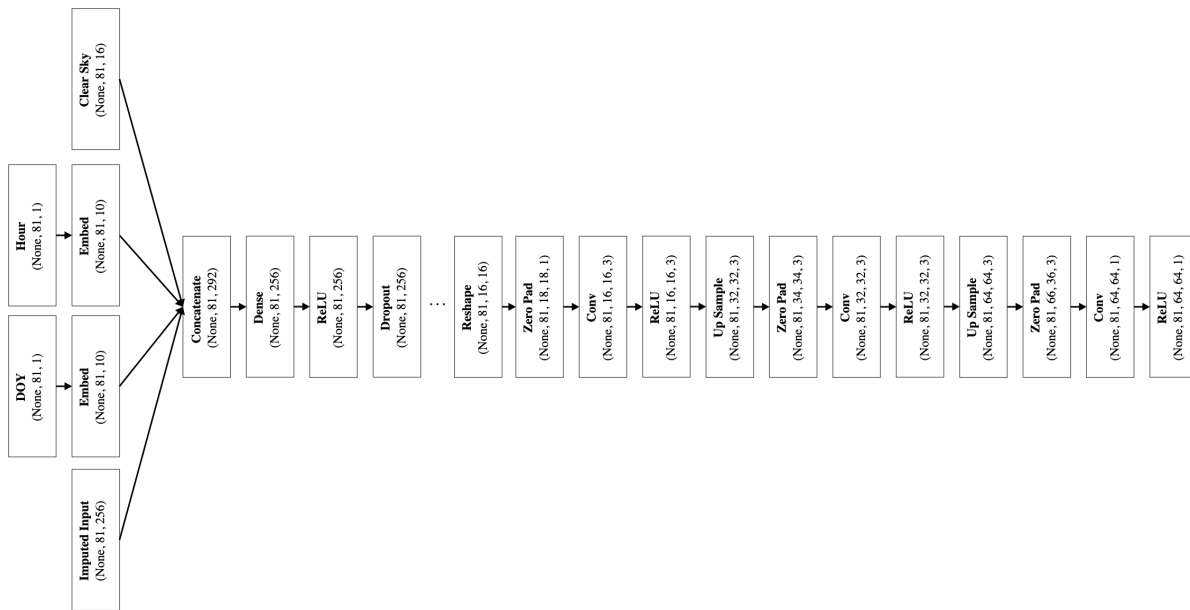 Hour
(None, 81, 1)
DOY
(None, 81, 1)
Clear Sky
(None, 81, 16)
Embed
(None, 81, 10)
Embed
(None, 81, 10)
Imputed Input
(None, 81, 256)
Concatenate
(None, 81, 292)
Dense
(None, 81, 256)
ReLU
(None, 81, 256)
Dropout
(None, 81, 256)
...
Reshape
(None, 81, 16, 16)
Zero Pad
(None, 81, 18, 18, 1)
Conv
(None, 81, 16, 16, 3)
ReLU
(None, 81, 16, 16, 3)
Up Sample
(None, 81, 32, 32, 3)
Zero Pad
(None, 81, 34, 34, 3)
Conv
(None, 81, 32, 32, 3)
ReLU
(None, 81, 32, 32, 3)
Up Sample
(None, 81, 64, 64, 3)
Zero Pad
(None, 81, 66, 36, 3)
Conv
(None, 81, 64, 64, 1)
ReLU
(None, 81, 64, 64, 1)